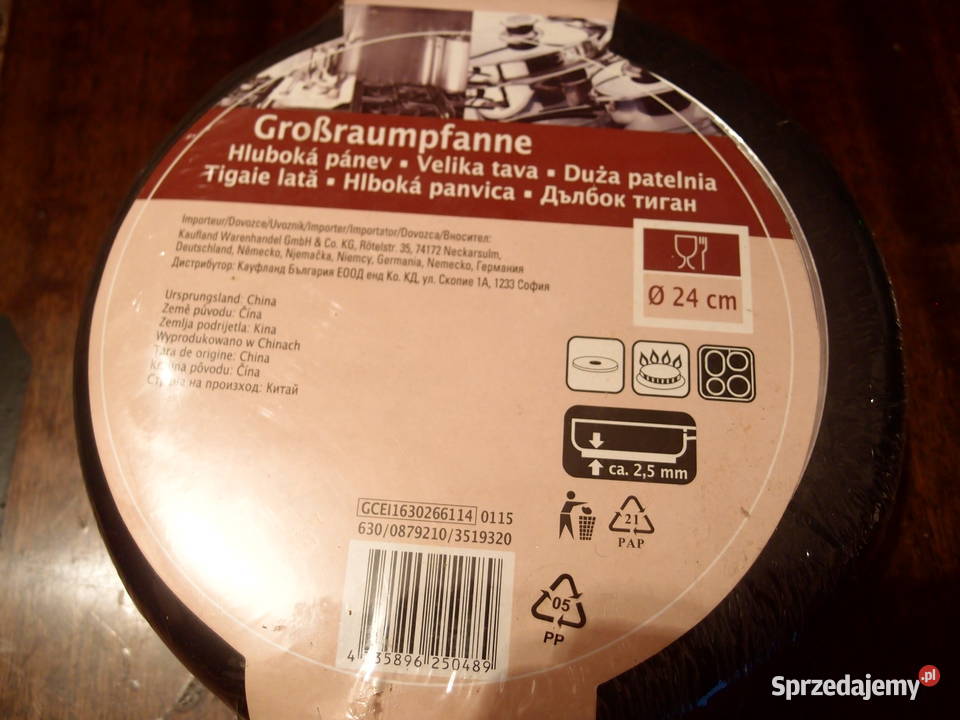 Großraumpfanne
Hluboká pánev ▪ Velika tava ▪ Duża patelnia
Tigaie lată ▪ Hlboká panvica ▪ Дълбок тиган
Importeur/Dovozce/Uvoznik/Importer/Importator/Dovozca/Вносител:
Kaufland Warenhandel GmbH & Co. KG, Rötelstr. 35, 74172 Neckarsulm,
Deutschland, Německo, Njemačka, Niemcy, Germania, Nemecko, Германия
Дистрибутор: Кауфланд България ЕООД енд Ко. КД, ул. Скопие 1А, 1233 София
Ø 24 cm
Ursprungsland: China
Země původu: Čína
Zemlja podrijetla: Kina
Wyprodukowano w Chinach
Țara de origine: China
Krajina pôvodu: Čína
Страна на произход: Китай
ca. 2,5 mm
GCEI1630266114 0115
630/0879210/3519320
21
PAP
05
PP
4 335896 250489
Sprzedajemy.pl